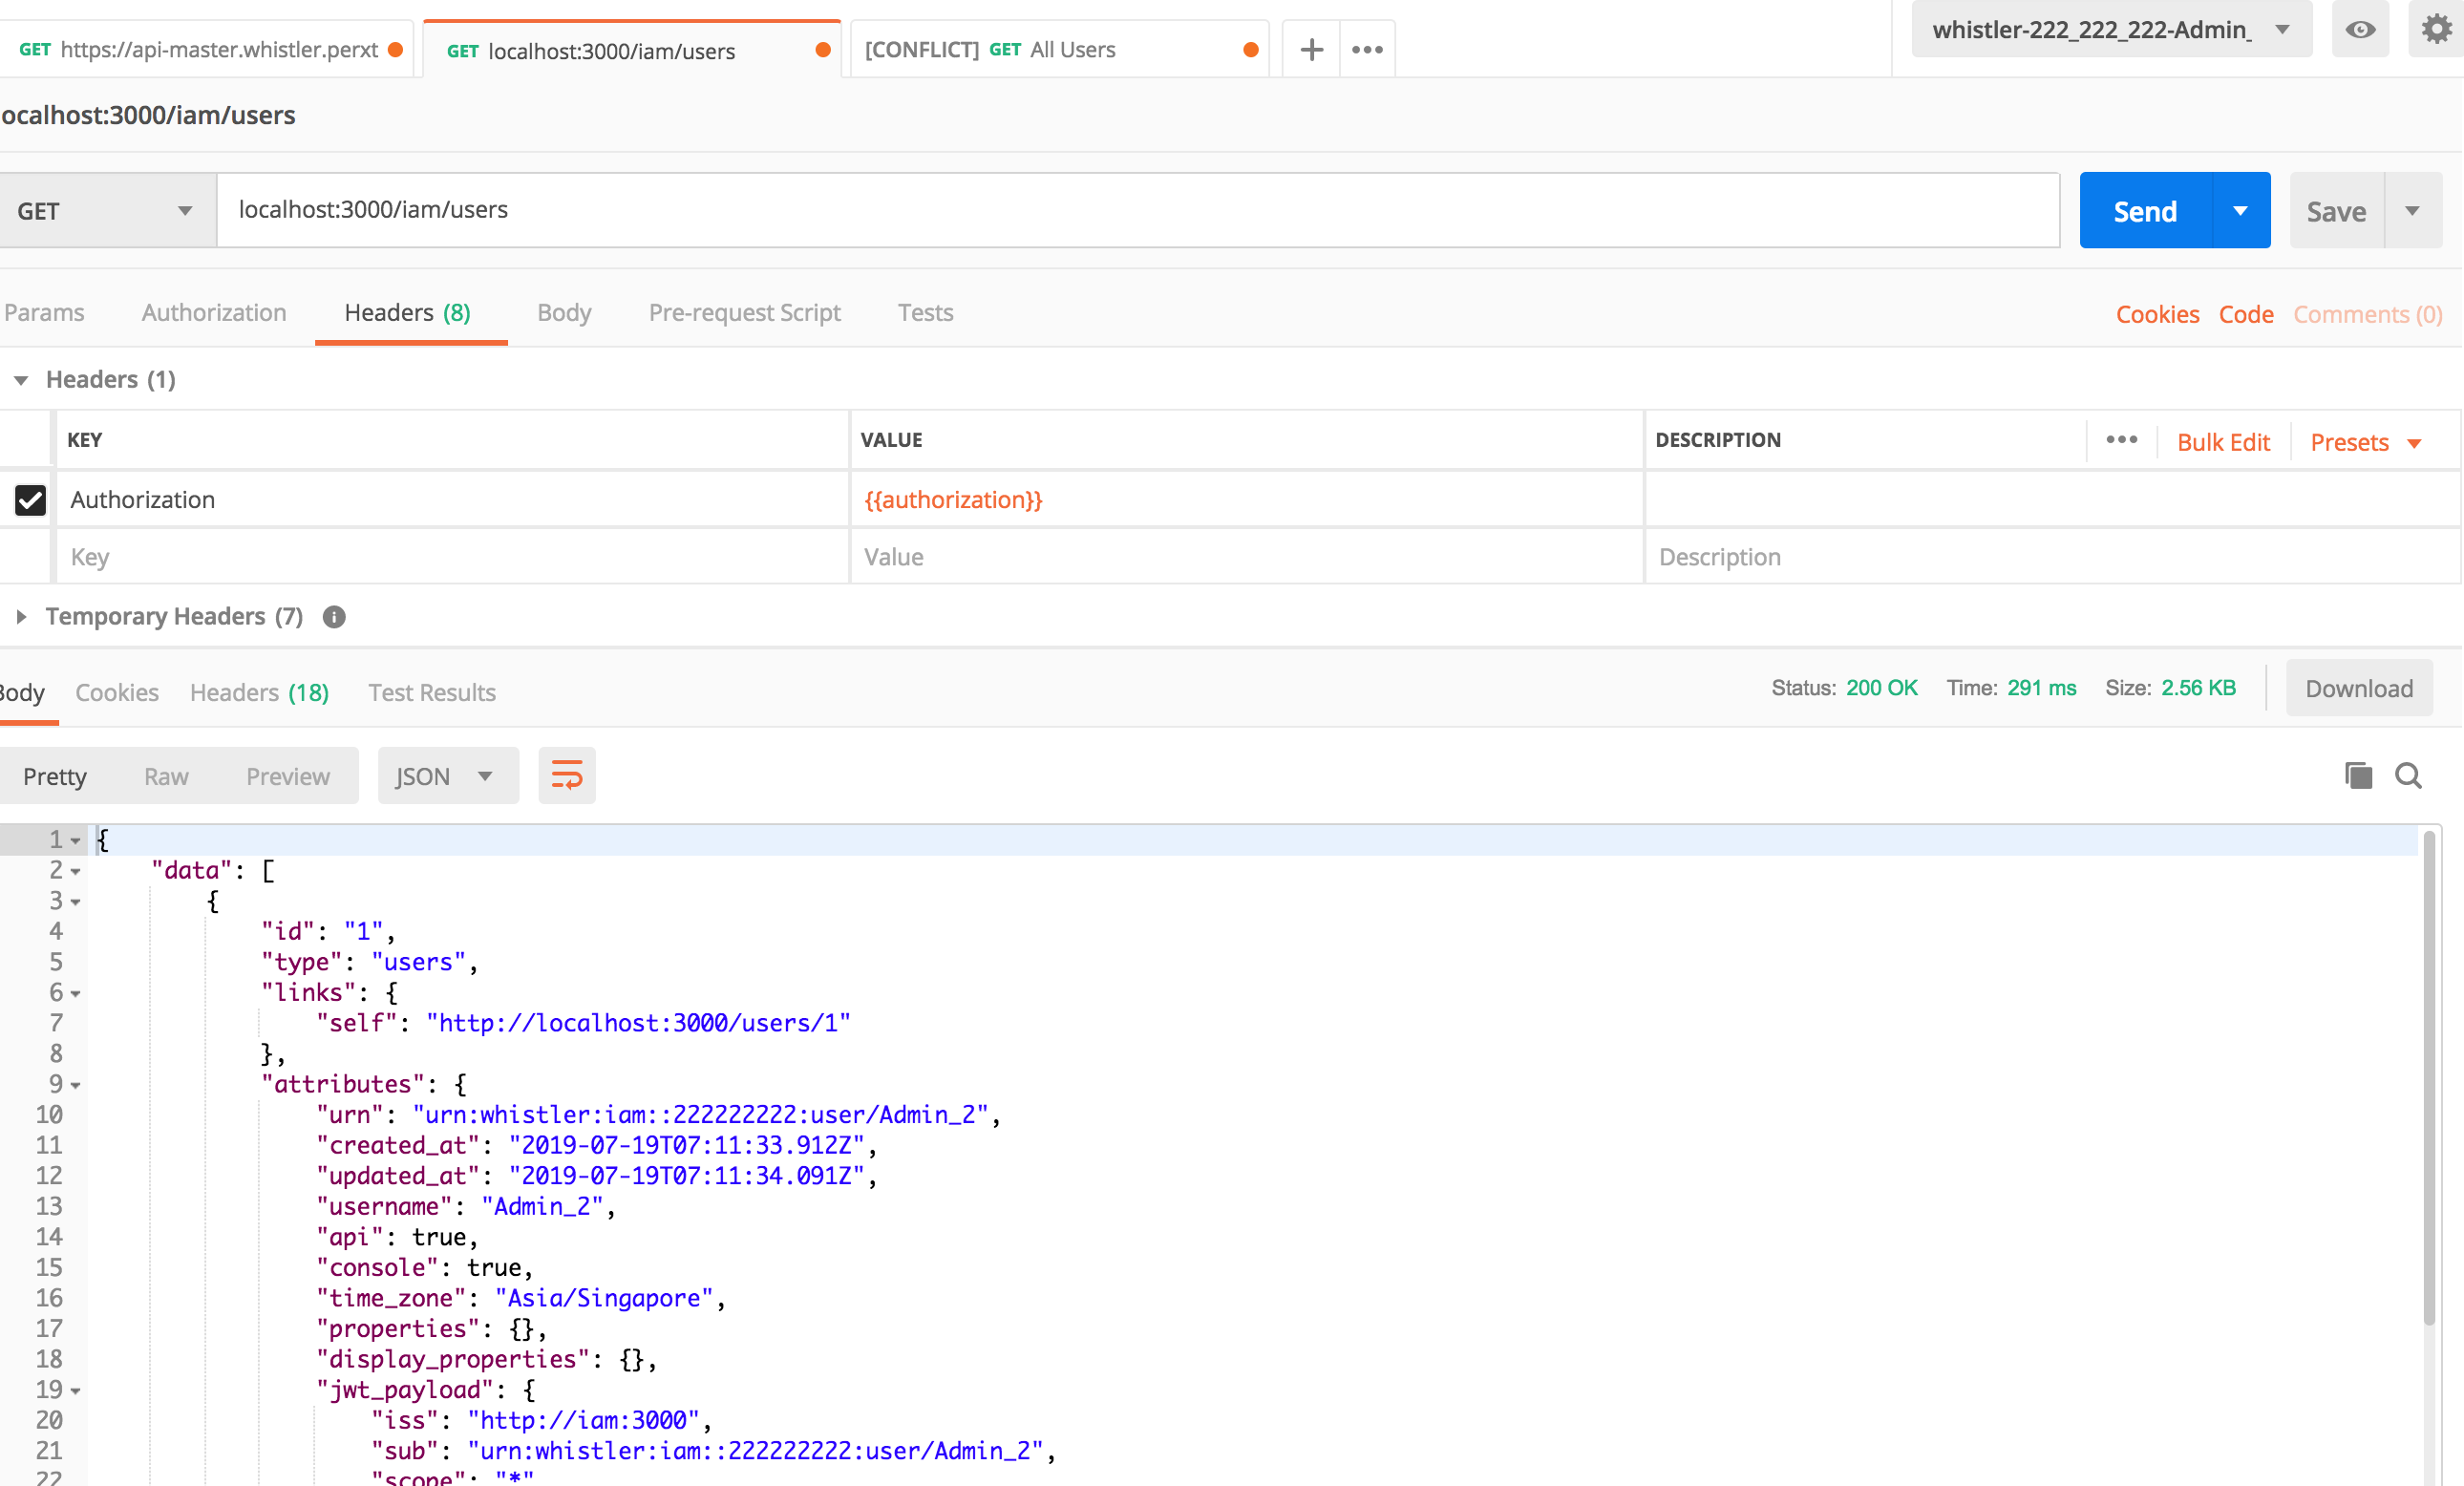 GET https://api-master.whistler.perxt
GET localhost:3000/iam/users
[CONFLICT] GET All Users
whistler-222_222_222-Admin_
ocalhost:3000/iam/users
GET localhost:3000/iam/users Send Save
Params Authorization Headers (8) Body Pre-request Script Tests Cookies Code Comments (0)
Headers (1)
KEY VALUE DESCRIPTION Bulk Edit Presets
Authorization {{authorization}}
Key Value Description
Temporary Headers (7)
Body Cookies Headers (18) Test Results Status: 200 OK Time: 291 ms Size: 2.56 KB Download
Pretty Raw Preview JSON
1 {
2 "data": [
3 {
4 "id": "1",
5 "type": "users",
6 "links": {
7 "self": "http://localhost:3000/users/1"
8 },
9 "attributes": {
10 "urn": "urn:whistler:iam::222222222:user/Admin_2",
11 "created_at": "2019-07-19T07:11:33.912Z",
12 "updated_at": "2019-07-19T07:11:34.091Z",
13 "username": "Admin_2",
14 "api": true,
15 "console": true,
16 "time_zone": "Asia/Singapore",
17 "properties": {},
18 "display_properties": {},
19 "jwt_payload": {
20 "iss": "http://iam:3000",
21 "sub": "urn:whistler:iam::222222222:user/Admin_2",
22 "scope": "*"